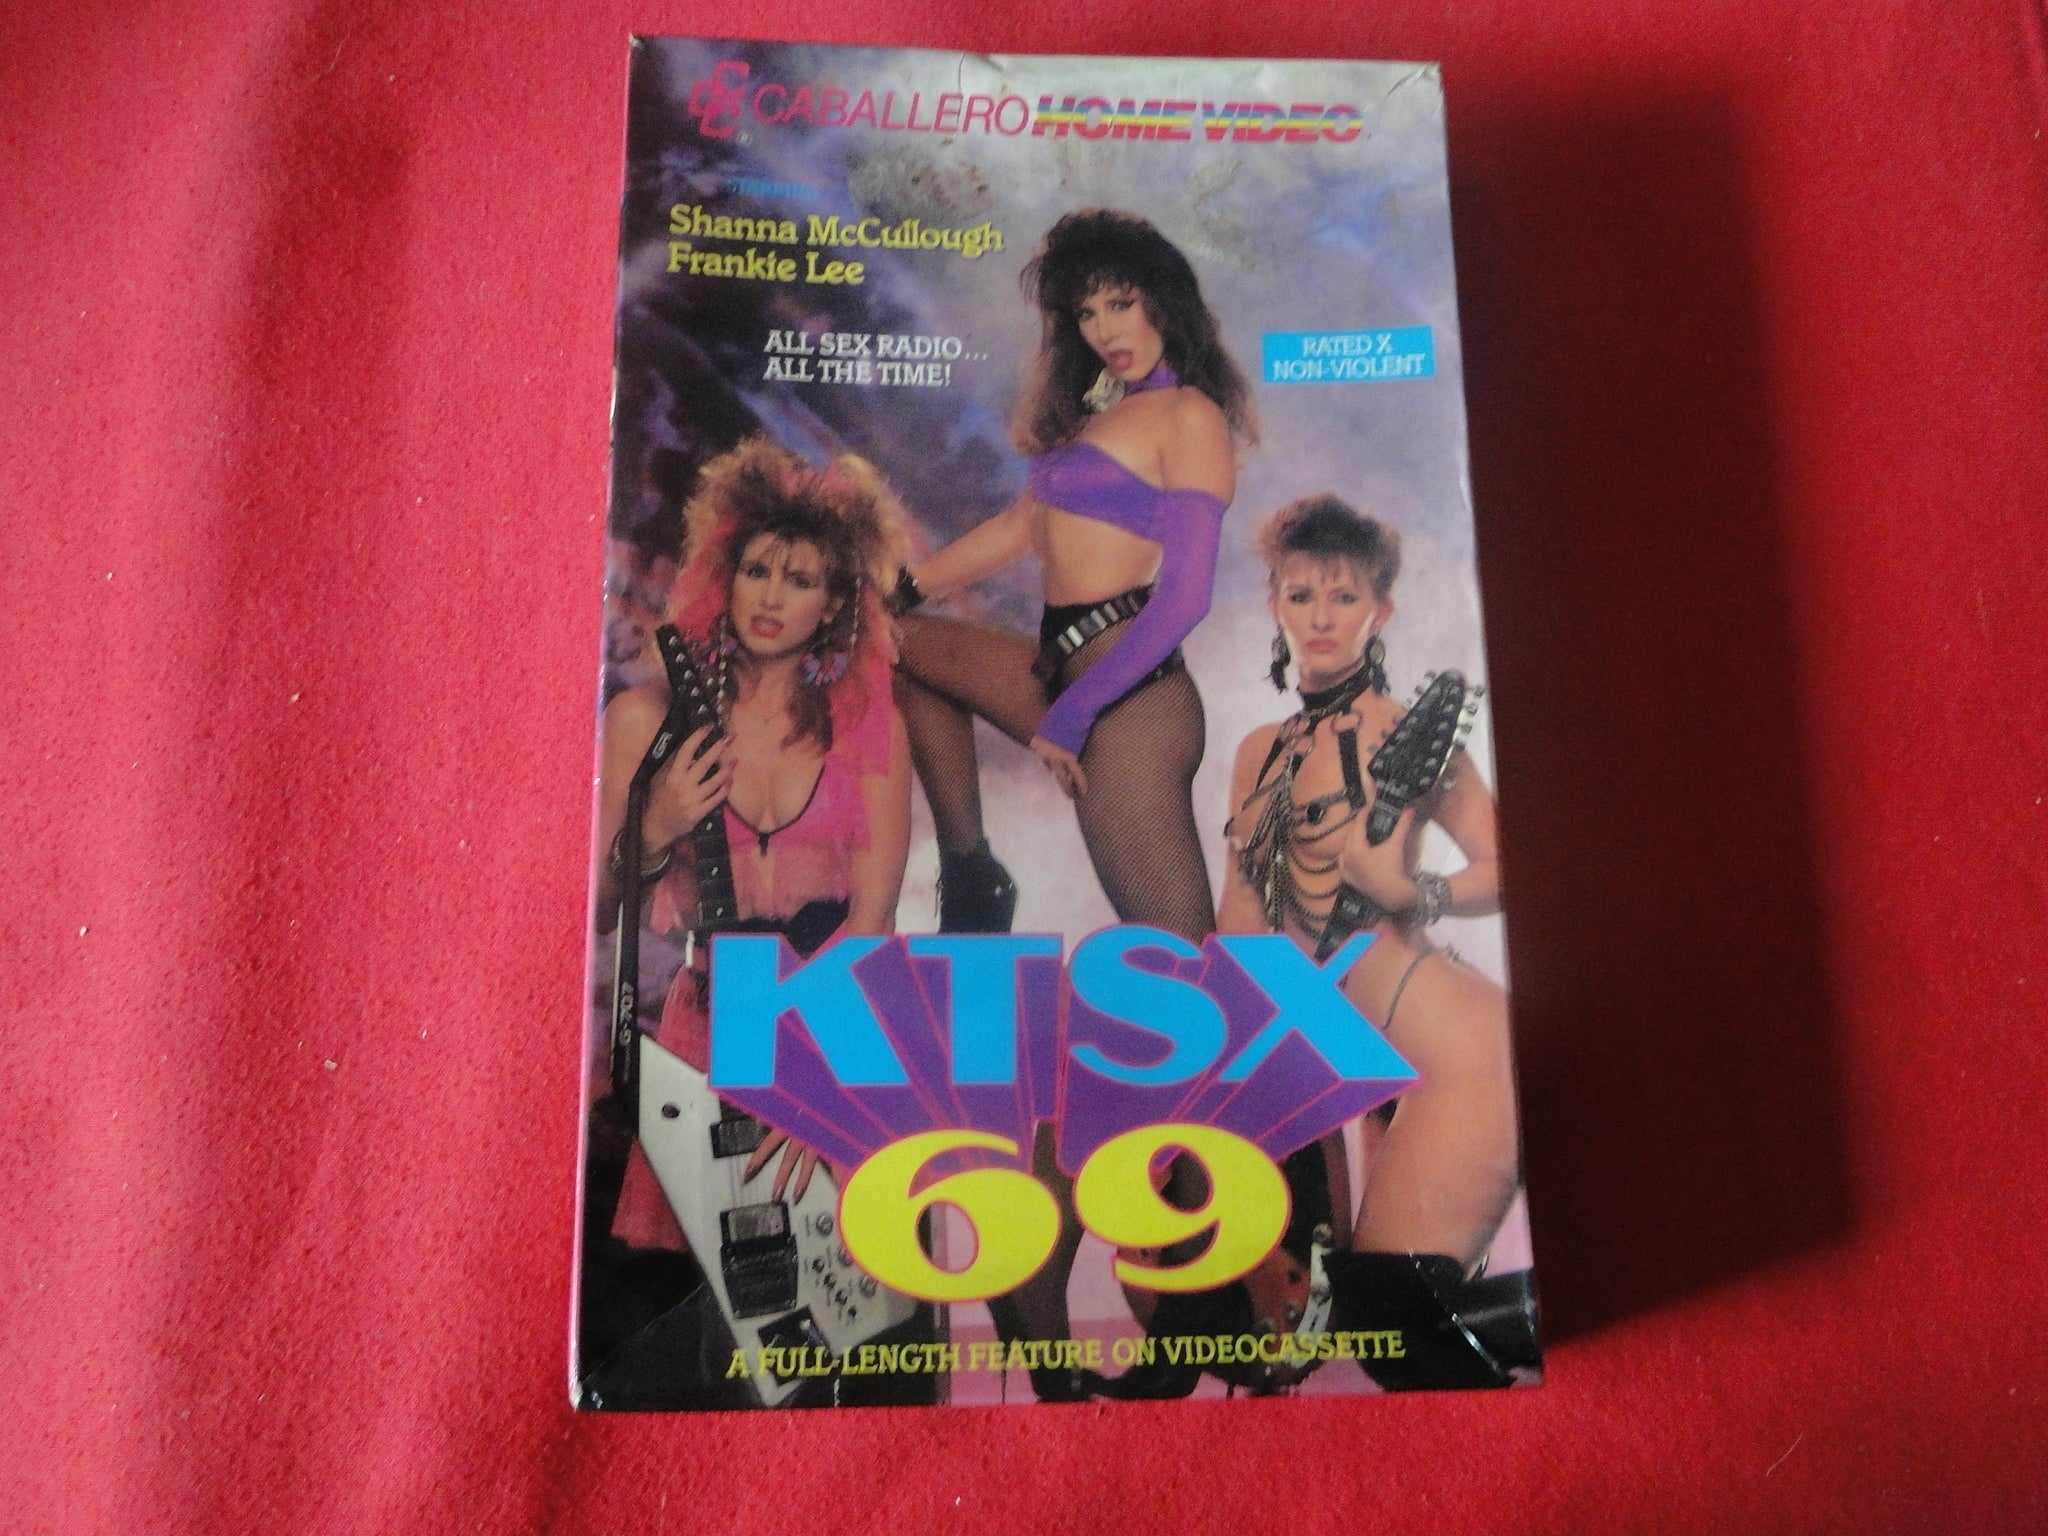 CABALLERO HOME VIDEO
STARRING
Shanna McCullough
Frankie Lee
ALL SEX RADIO...
ALL THE TIME!
RATED X
NON-VIOLENT
KTSX
69
A FULL-LENGTH FEATURE ON VIDEOCASSETTE